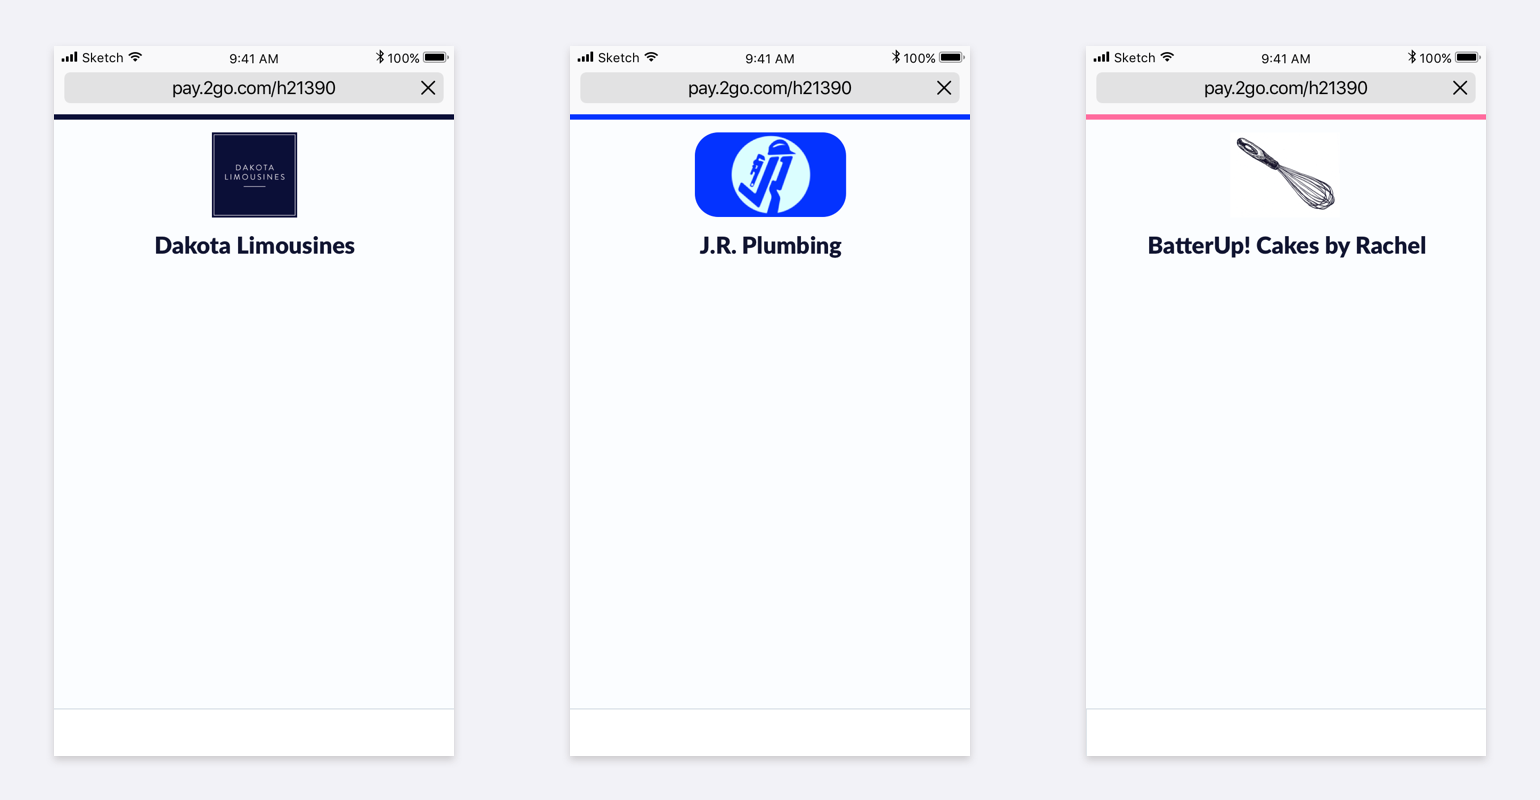 Sketch 9:41 AM 100%
pay.2go.com/h21390
DAKOTA
LIMOUSINES
Dakota Limousines
Sketch 9:41 AM 100%
pay.2go.com/h21390
JR
J.R. Plumbing
Sketch 9:41 AM 100%
pay.2go.com/h21390
BatterUp! Cakes by Rachel